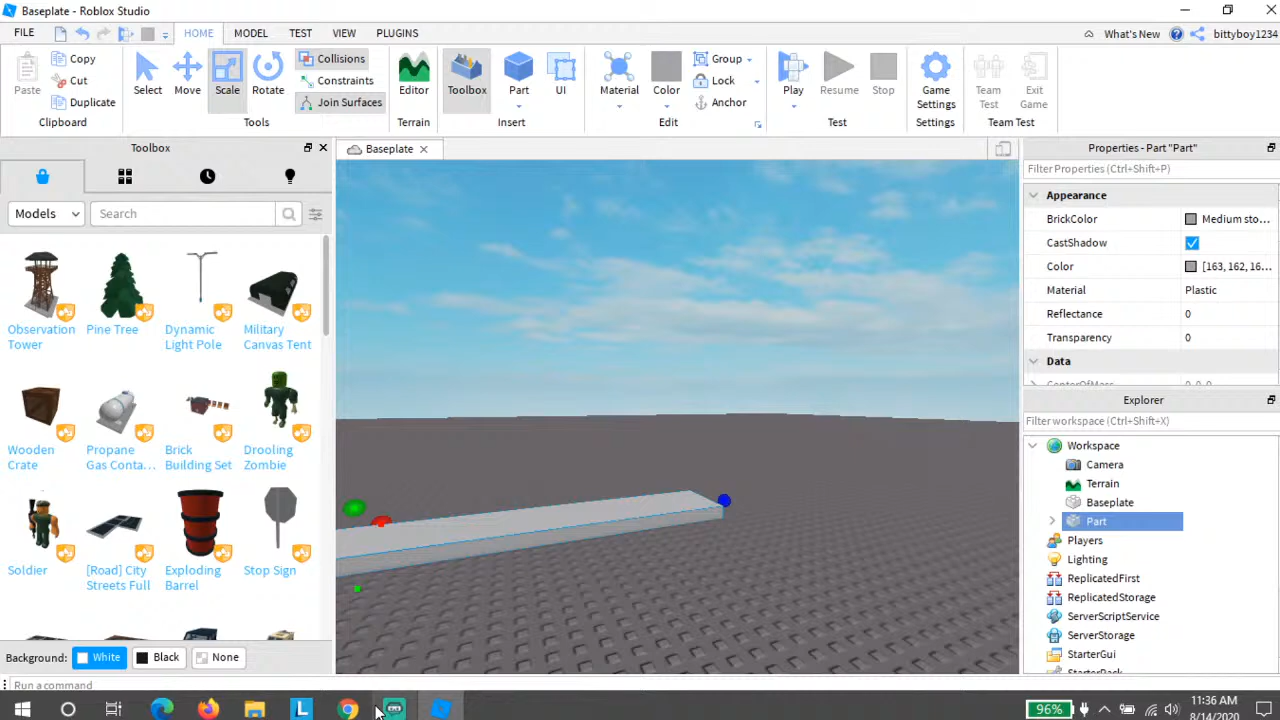 Baseplate - Roblox Studio
FILE HOME MODEL TEST VIEW PLUGINS What's New bittyboy1234
Paste Copy Cut Duplicate Clipboard
Select Move Scale Rotate Tools
Collisions Constraints Join Surfaces
Editor Terrain
Toolbox Part UI Insert
Material Color Group Lock Anchor Edit
Play Resume Stop Test
Game Settings Settings
Team Test Exit Game Team Test
Toolbox
Models Search
Observation Tower
Pine Tree
Dynamic Light Pole
Military Canvas Tent
Wooden Crate
Propane Gas Conta...
Brick Building Set
Drooling Zombie
Soldier
[Road] City Streets Full
Exploding Barrel
Stop Sign
Background: White Black None
Run a command
Baseplate
Properties - Part "Part"
Filter Properties (Ctrl+Shift+P)
Appearance
BrickColor Medium sto...
CastShadow
Color [163, 162, 16...
Material Plastic
Reflectance 0
Transparency 0
Data
CenterOfMass 0, 0, 0
Explorer
Filter workspace (Ctrl+Shift+X)
Workspace
Camera
Terrain
Baseplate
Part
Players
Lighting
ReplicatedFirst
ReplicatedStorage
ServerScriptService
ServerStorage
StarterGui
StarterPack
L
96%
11:36 AM
8/14/2020